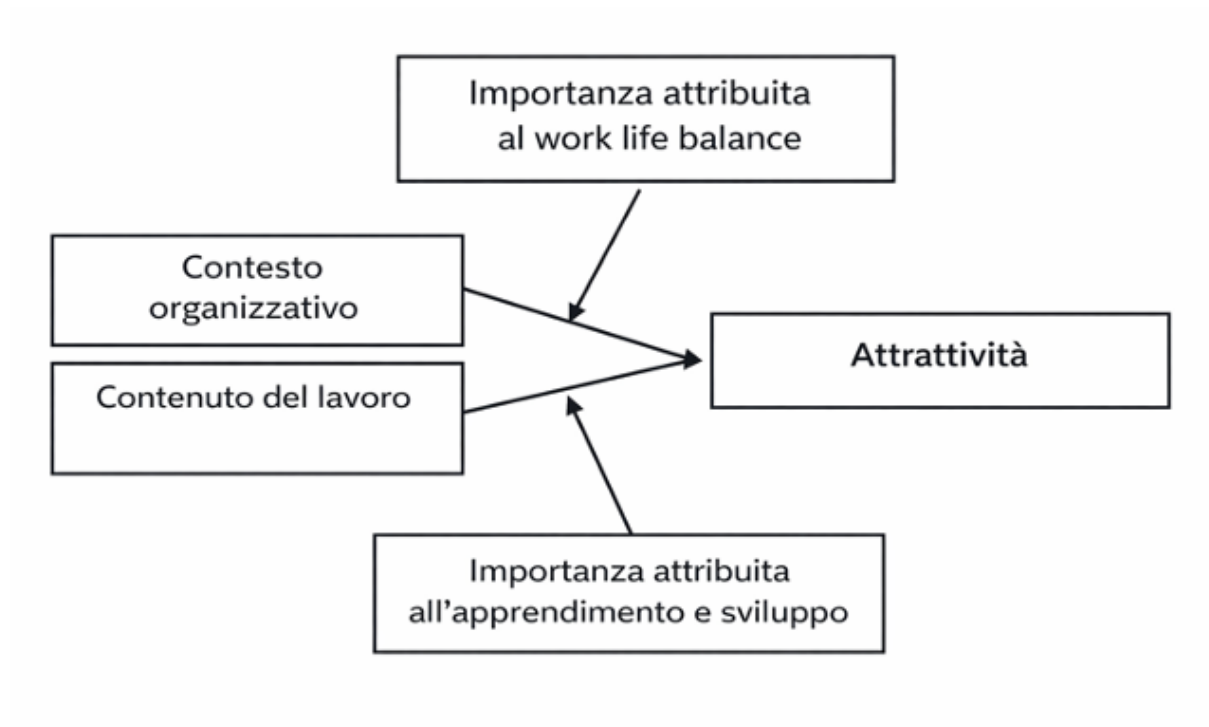 Importanza attribuita
al work life balance
Contesto
organizzativo
Contenuto del lavoro
Attrattività
Importanza attribuita
all'apprendimento e sviluppo